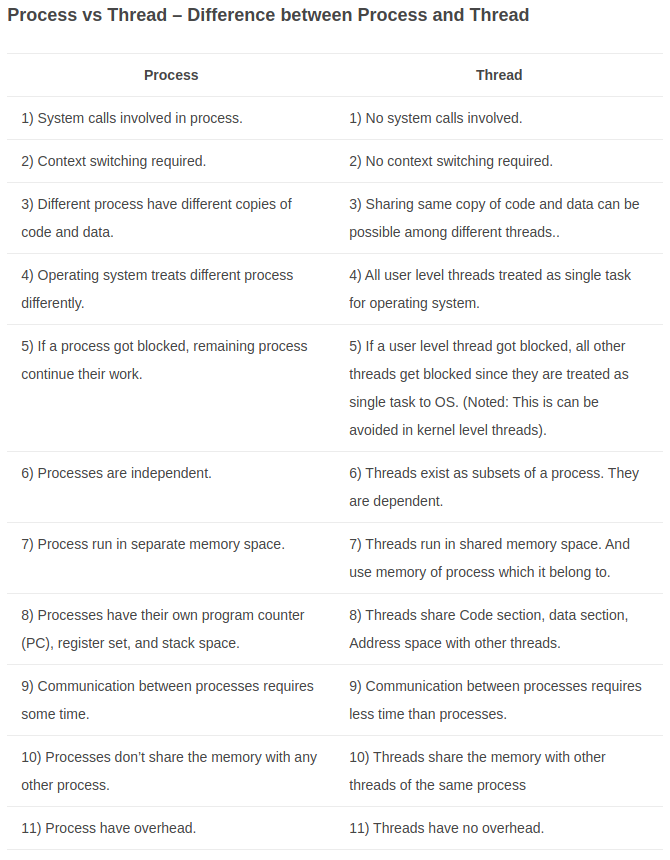 Process vs Thread – Difference between Process and Thread
Process Thread
1) System calls involved in process. 1) No system calls involved.
2) Context switching required. 2) No context switching required.
3) Different process have different copies of
code and data.
3) Sharing same copy of code and data can be
possible among different threads..
4) Operating system treats different process
differently.
4) All user level threads treated as single task
for operating system.
5) If a process got blocked, remaining process
continue their work.
5) If a user level thread got blocked, all other
threads get blocked since they are treated as
single task to OS. (Noted: This is can be
avoided in kernel level threads).
6) Processes are independent.
6) Threads exist as subsets of a process. They
are dependent.
7) Process run in separate memory space.
7) Threads run in shared memory space. And
use memory of process which it belong to.
8) Processes have their own program counter
(PC), register set, and stack space.
8) Threads share Code section, data section,
Address space with other threads.
9) Communication between processes requires
some time.
9) Communication between processes requires
less time than processes.
10) Processes don’t share the memory with any
other process.
10) Threads share the memory with other
threads of the same process
11) Process have overhead. 11) Threads have no overhead.